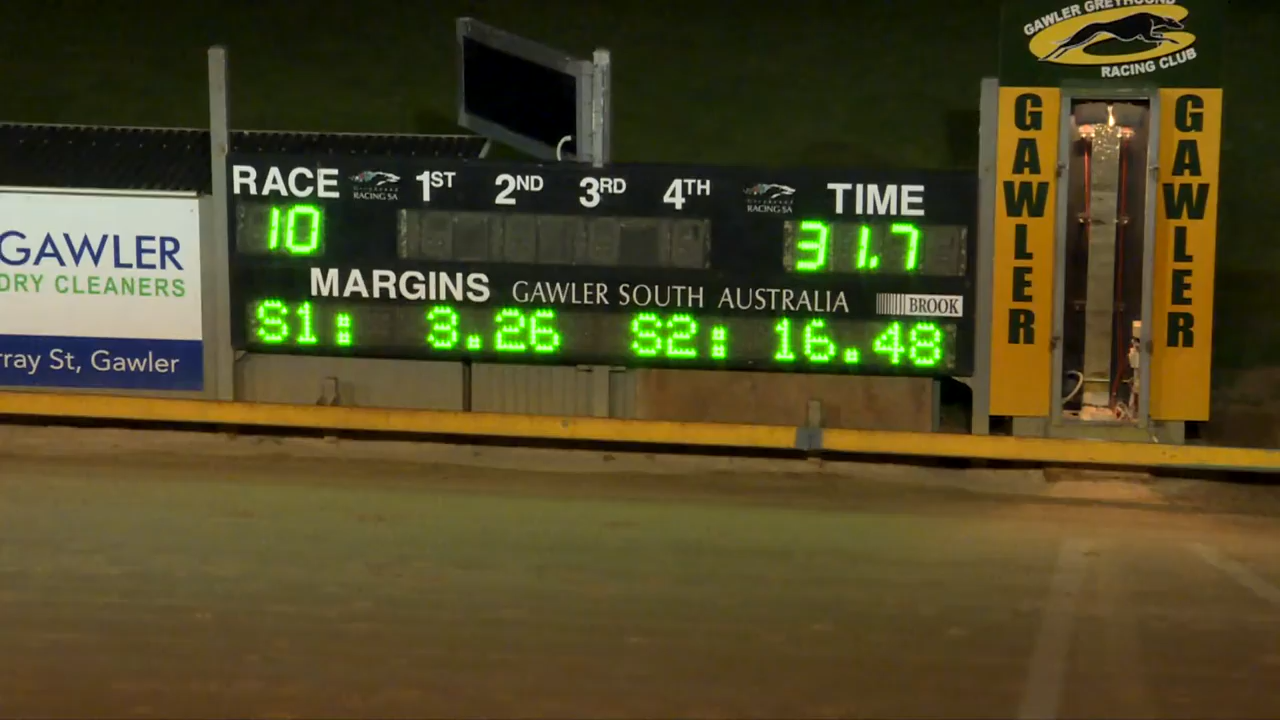 GAWLER GREYHOUND
RACING CLUB
GAWLER
GAWLER
RACE
RACING SA
1ST 2ND 3RD 4TH
RACING SA
TIME
10
31.7
MARGINS GAWLER SOUTH AUSTRALIA BROOK
S1: 3.26 S2: 16.48
GAWLER
DRY CLEANERS
rray St, Gawler